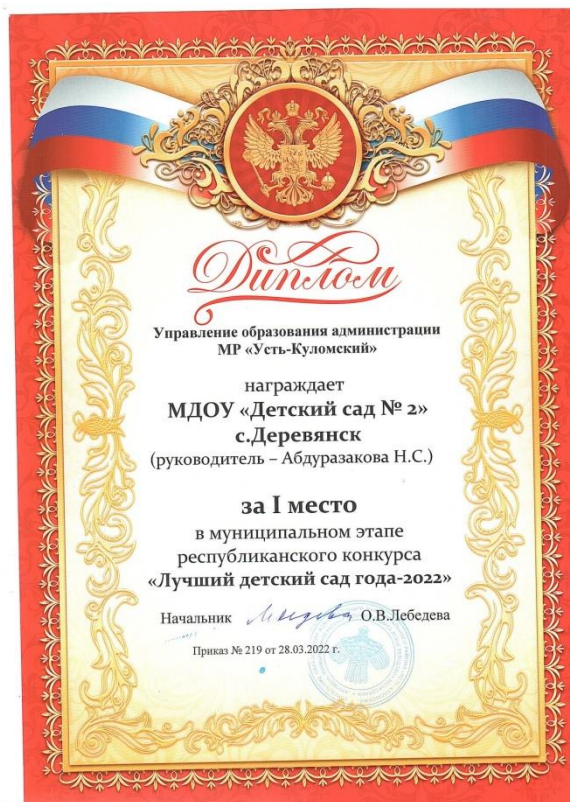 Диплом
Управление образования администрации
МР «Усть-Куломский»
награждает
МДОУ «Детский сад № 2»
с.Деревянск
(руководитель – Абдуразакова Н.С.)
за I место
в муниципальном этапе
республиканского конкурса
«Лучший детский сад года-2022»
Начальник О.В.Лебедева
Приказ № 219 от 28.03.2022 г.